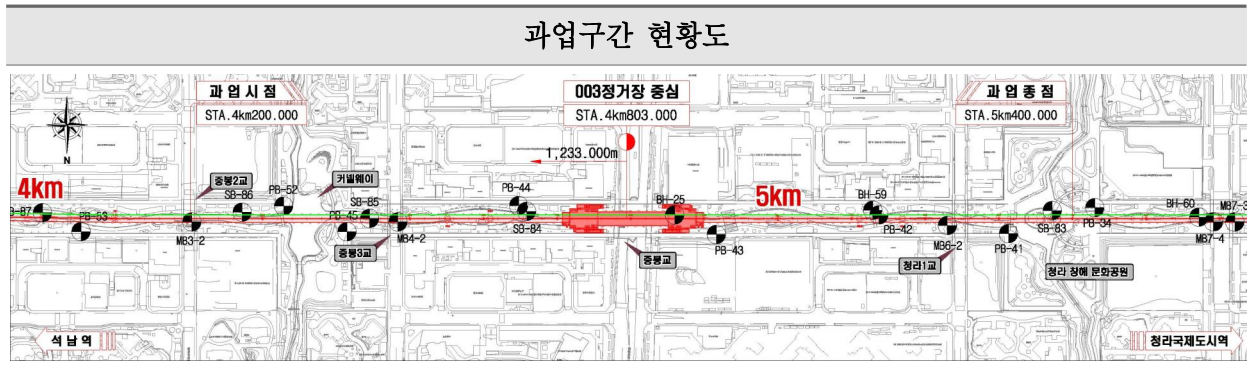 과업구간 현황도
과 업 시 점
STA.4km200.000
003정거장 중심
STA.4km803.000
과 업 종 점
STA.5km400.000
1,233.000m
N
4km
5km
중봉2교
커넬웨이
PB-52
SB-86
SB-85
PB-45
PB-44
BH-25
BH-59
BH-60
MB7-3
B-87
PB-53
MB3-2
MB4-2
SB-84
PB-43
PB-42
MB6-2
PB-41
SB-83
PB-34
MB7-4
중봉3교
중봉교
청라1교
청라 창해 문화공원
석 남 역
청라국제도시역